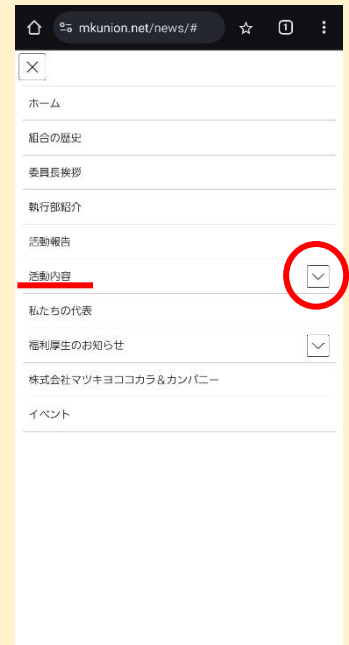 mkunion.net/news/#
1
ホーム
組合の歴史
委員長挨拶
執行部紹介
活動報告
活動内容
私たちの代表
福利厚生のお知らせ
株式会社マツキヨココカラ&カンパニー
イベント